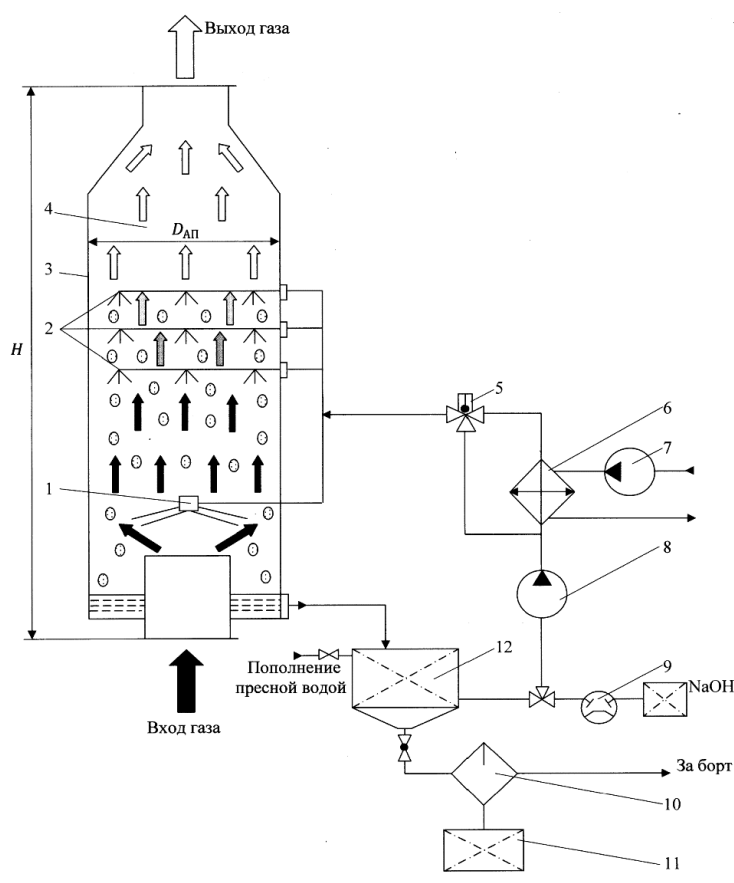 Выход газа
4
D_АП
3
2
H
5
6
7
1
8
Пополнение
пресной водой
12
9
NaOH
Вход газа
За борт
10
11